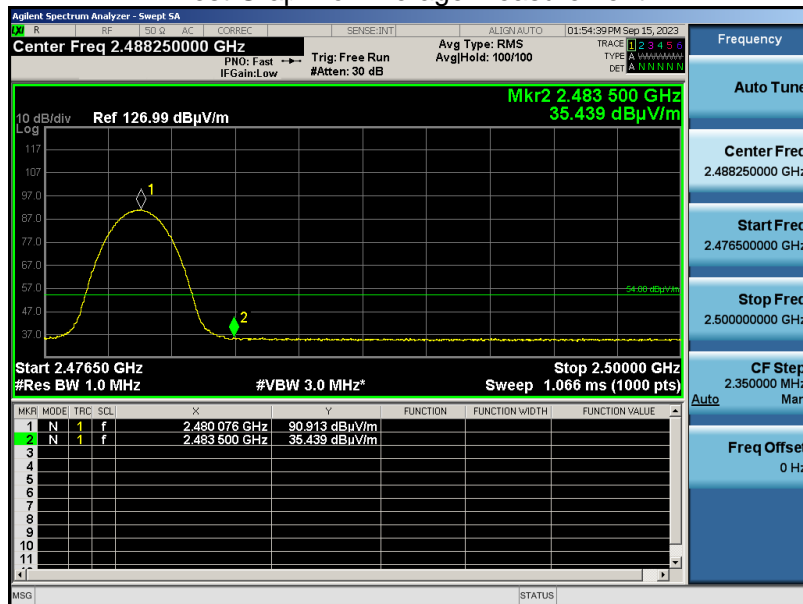 Agilent Spectrum Analyzer - Swept SA
LXI R RF 50 Ω AC CORREC SENSE:INT ALIGN AUTO 01:54:39 PM Sep 15, 2023
Center Freq 2.488250000 GHz
PNO: Fast
IFGain:Low
Trig: Free Run
#Atten: 30 dB
Avg Type: RMS
Avg|Hold: 100/100
TRACE 1 2 3 4 5 6
TYPE A
DET A N N N N N
Mkr2 2.483 500 GHz
35.439 dBµV/m
10 dB/div Ref 126.99 dBµV/m
Log
117
107
97.0
87.0
77.0
67.0
57.0
47.0
37.0
1
2
54.00 dBµV/m
Start 2.47650 GHz Stop 2.50000 GHz
#Res BW 1.0 MHz #VBW 3.0 MHz* Sweep 1.066 ms (1000 pts)
MKR MODE TRC SCL X Y FUNCTION FUNCTION WIDTH FUNCTION VALUE
1 N 1 f 2.480 076 GHz 90.913 dBµV/m
2 N 1 f 2.483 500 GHz 35.439 dBµV/m
3
4
5
6
7
8
9
10
11
MSG STATUS
Frequency
Auto Tune
Center Freq
2.488250000 GHz
Start Freq
2.476500000 GHz
Stop Freq
2.500000000 GHz
CF Step
2.350000 MHz
Auto Man
Freq Offset
0 Hz